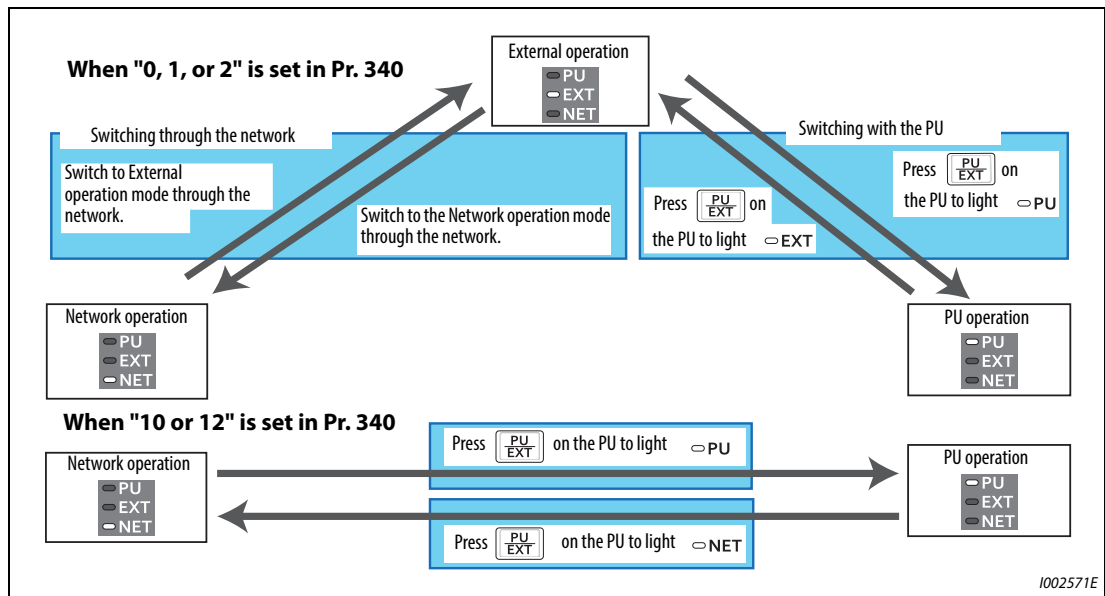 When "0, 1, or 2" is set in Pr. 340
External operation
PU
EXT
NET
Switching through the network
Switch to External
operation mode through the
network.
Switch to the Network operation mode
through the network.
Switching with the PU
Press PU/EXT on
the PU to light PU
Press PU/EXT on
the PU to light EXT
Network operation
PU
EXT
NET
PU operation
PU
EXT
NET
When "10 or 12" is set in Pr. 340
Network operation
PU
EXT
NET
Press PU/EXT on the PU to light PU
Press PU/EXT on the PU to light NET
PU operation
PU
EXT
NET
I002571E